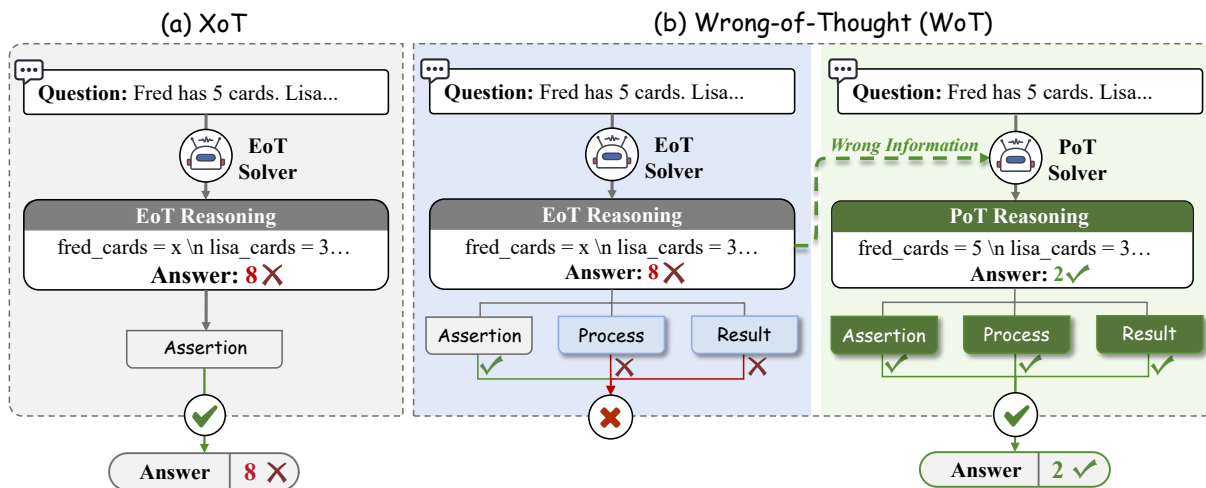 (a) XoT
Question: Fred has 5 cards. Lisa...
EoT
Solver
EoT Reasoning
fred_cards = x \n lisa_cards = 3…
Answer: 8
Assertion
Answer 8
(b) Wrong-of-Thought (WoT)
Question: Fred has 5 cards. Lisa...
EoT
Solver
EoT Reasoning
fred_cards = x \n lisa_cards = 3…
Answer: 8
Assertion Process Result
Wrong Information
Question: Fred has 5 cards. Lisa...
PoT
Solver
PoT Reasoning
fred_cards = 5 \n lisa_cards = 3…
Answer: 2
Assertion Process Result
Answer 2